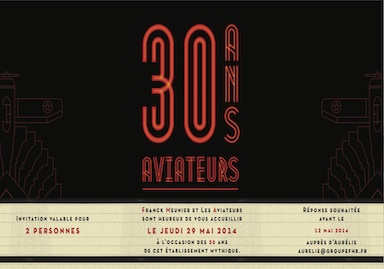 30
ANS
AVIATEURS
INVITATION VALABLE POUR
2 PERSONNES
FRANCK MEUNIER ET LES AVIATEURS
SONT HEUREUX DE VOUS ACCUEILLIR
LE JEUDI 29 MAI 2014
À L'OCCASION DES 30 ANS
DE CET ÉTABLISSEMENT MYTHIQUE.
RÉPONSE SOUHAITÉE
AVANT LE
12 MAI 2014
AUPRÈS D'AURÉLIE
AURELIE@GROUPEFMB.FR